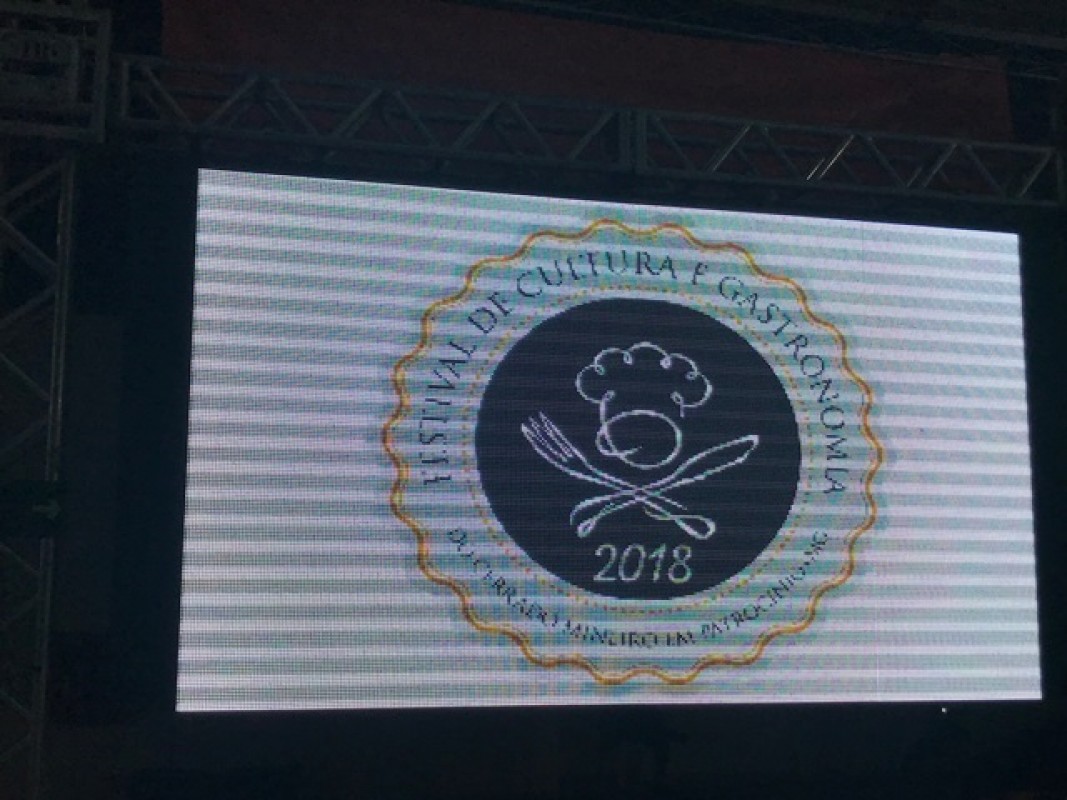 FESTIVAL DE CULTURA E GASTRONOMIA
2018
DO CERRADO MINEIRO EM PATROCÍNIO-MG